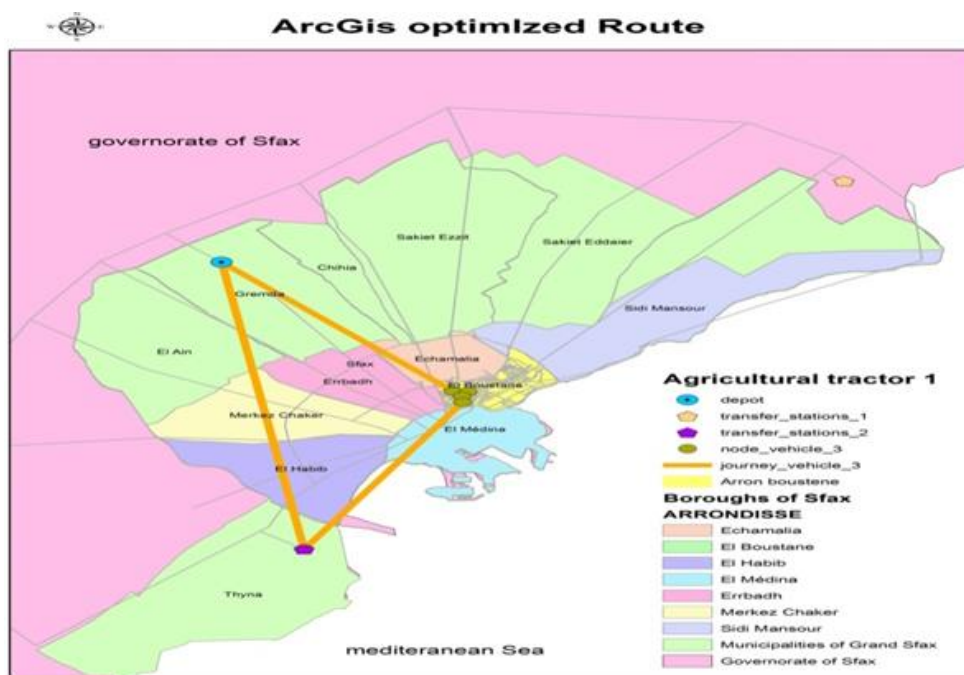 ArcGis optimized Route
governorate of Sfax
Sakiet Ezzit
Sakiet Eddaier
Chihia
Gremda
Sidi Mansour
El Ain
Sfax
Echamalia
Errbadh
El Boustane
Merkez Chaker
El Médina
El Habib
Thyna
mediteranean Sea
Agricultural tractor 1
depot
transfer_stations_1
transfer_stations_2
node_vehicle_3
journey_vehicle_3
Arron boustene
Boroughs of Sfax
ARRONDISSE
Echamalia
El Boustane
El Habib
El Médina
Errbadh
Merkez Chaker
Sidi Mansour
Municipalities of Grand Sfax
Governorate of Sfax